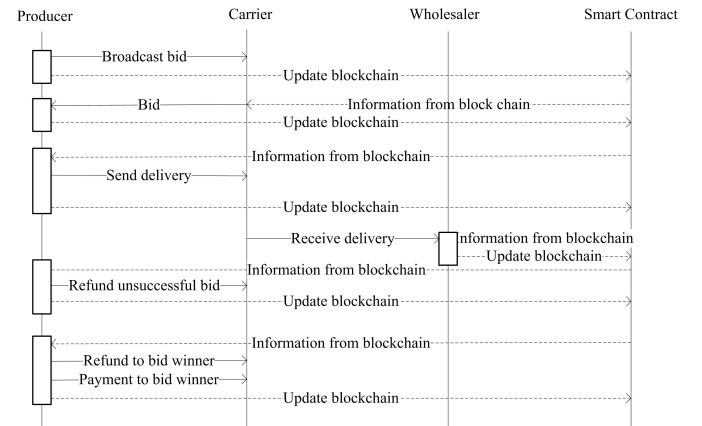 Producer Carrier Wholesaler Smart Contract
Broadcast bid
Update blockchain
Bid Information from block chain
Update blockchain
Information from blockchain
Send delivery
Update blockchain
Receive delivery nformation from blockchain
Update blockchain
Information from blockchain
Refund unsuccessful bid
Update blockchain
Information from blockchain
Refund to bid winner
Payment to bid winner
Update blockchain